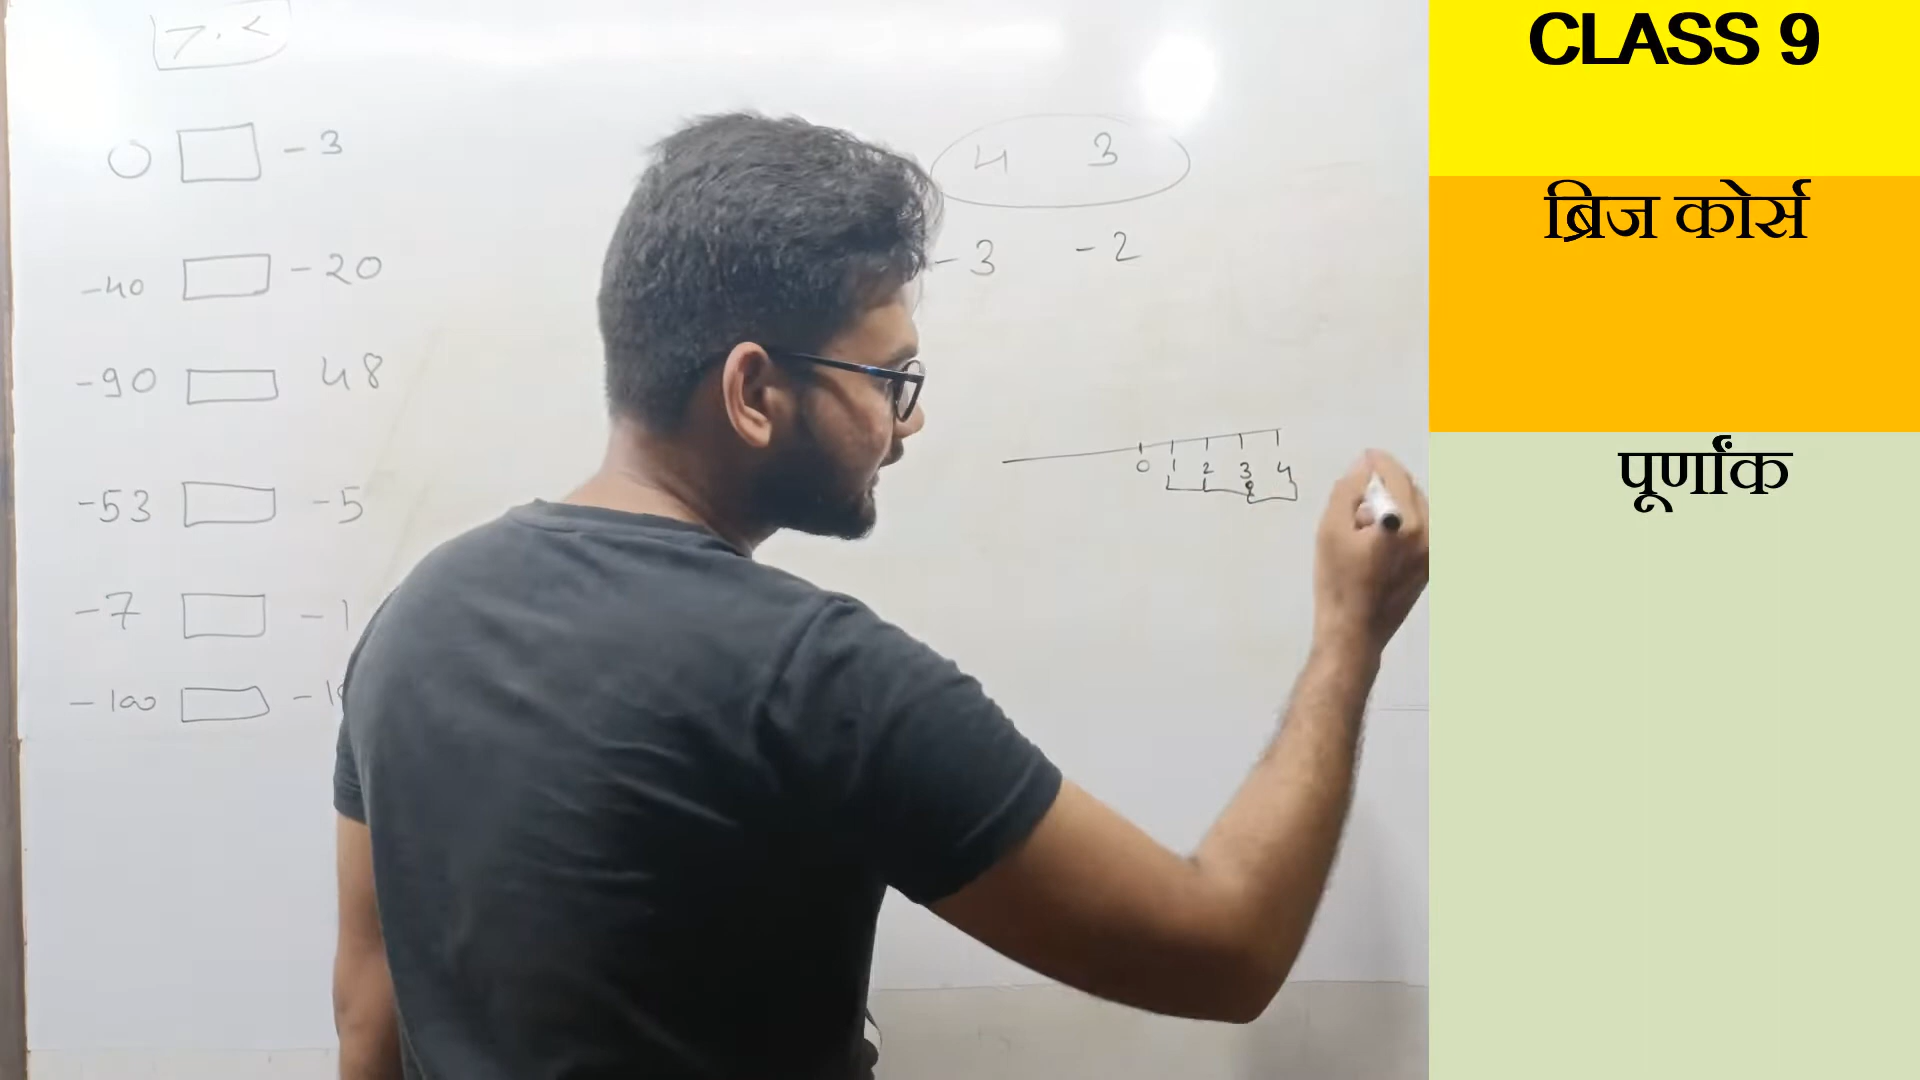 >, <
0 □ -3
-40 □ -20
-90 □ 48
-53 □ -5
-7 □ -1
-100 □
4 3
-3 -2
0 1 2 3 4
CLASS 9
ब्रिज कोर्स
पूर्णांक